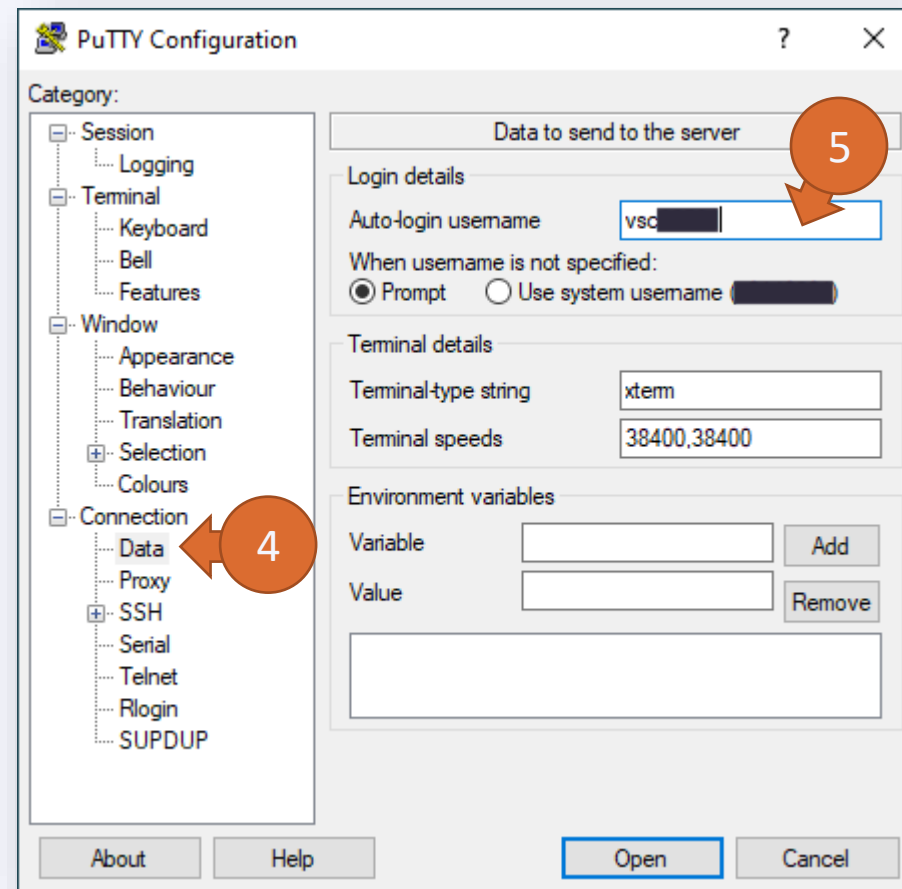 PuTTY Configuration
?
Category:
Session
Logging
Terminal
Keyboard
Bell
Features
Window
Appearance
Behaviour
Translation
Selection
Colours
Connection
Data
Proxy
SSH
Serial
Telnet
Rlogin
SUPDUP
4
Data to send to the server
5
Login details
Auto-login username vsc
When username is not specified:
Prompt Use system username ( )
Terminal details
Terminal-type string xterm
Terminal speeds 38400,38400
Environment variables
Variable Add
Value Remove
About Help Open Cancel